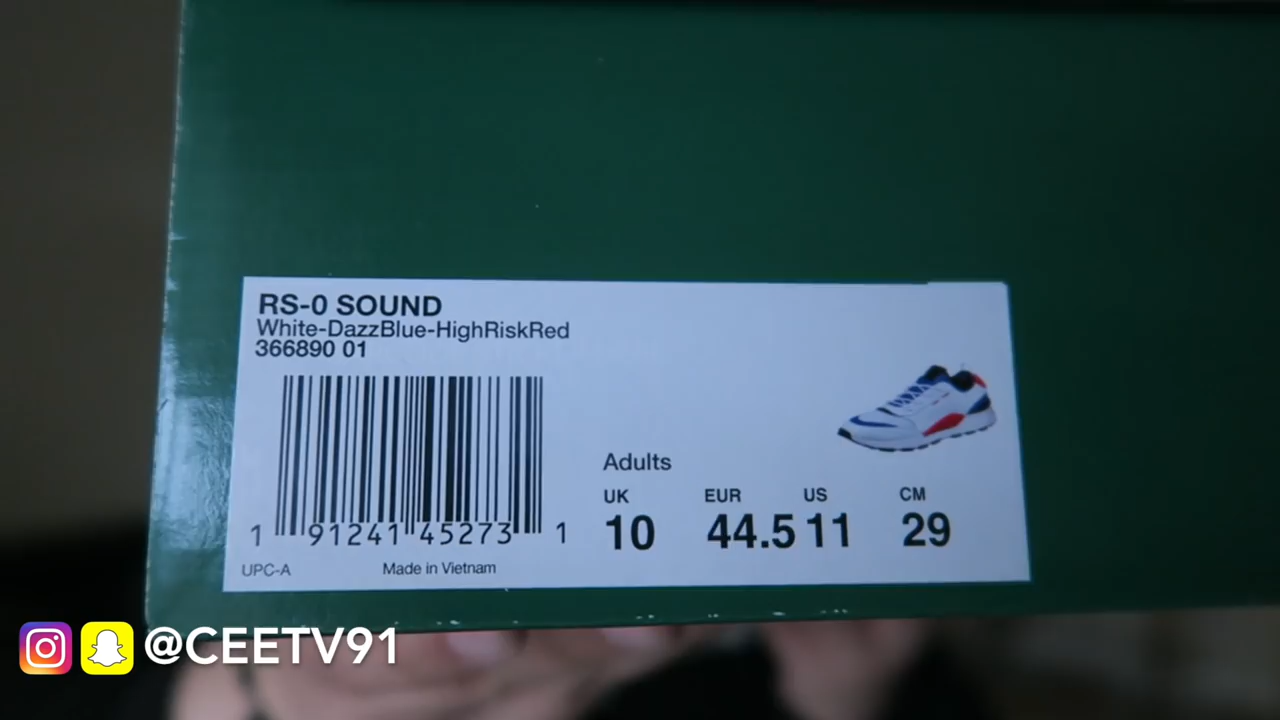 RS-0 SOUND
White-DazzBlue-HighRiskRed
366890 01
1 91241 45273 1
UPC-A
Made in Vietnam
Adults
UK EUR US CM
10 44.5 11 29
@CEETV91